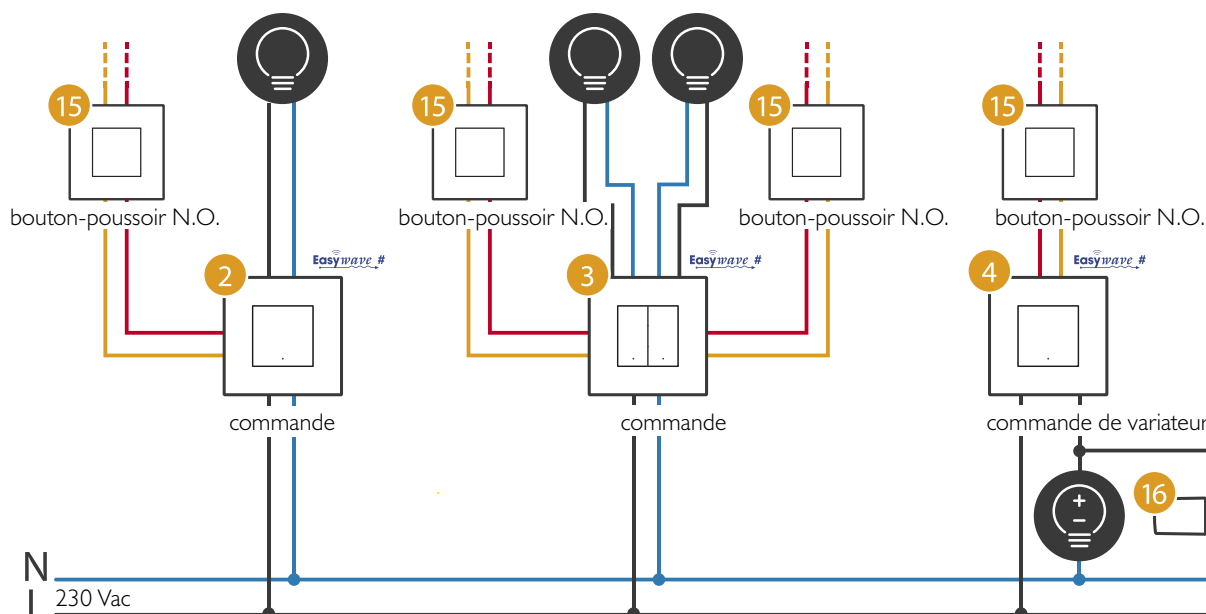 15
15
15
15
bouton-poussoir N.O.
bouton-poussoir N.O.
bouton-poussoir N.O.
bouton-poussoir N.O.
2
Easywave #
3
Easywave #
4
Easywave #
commande
commande
commande de variateur
+
–
16
N
230 Vac